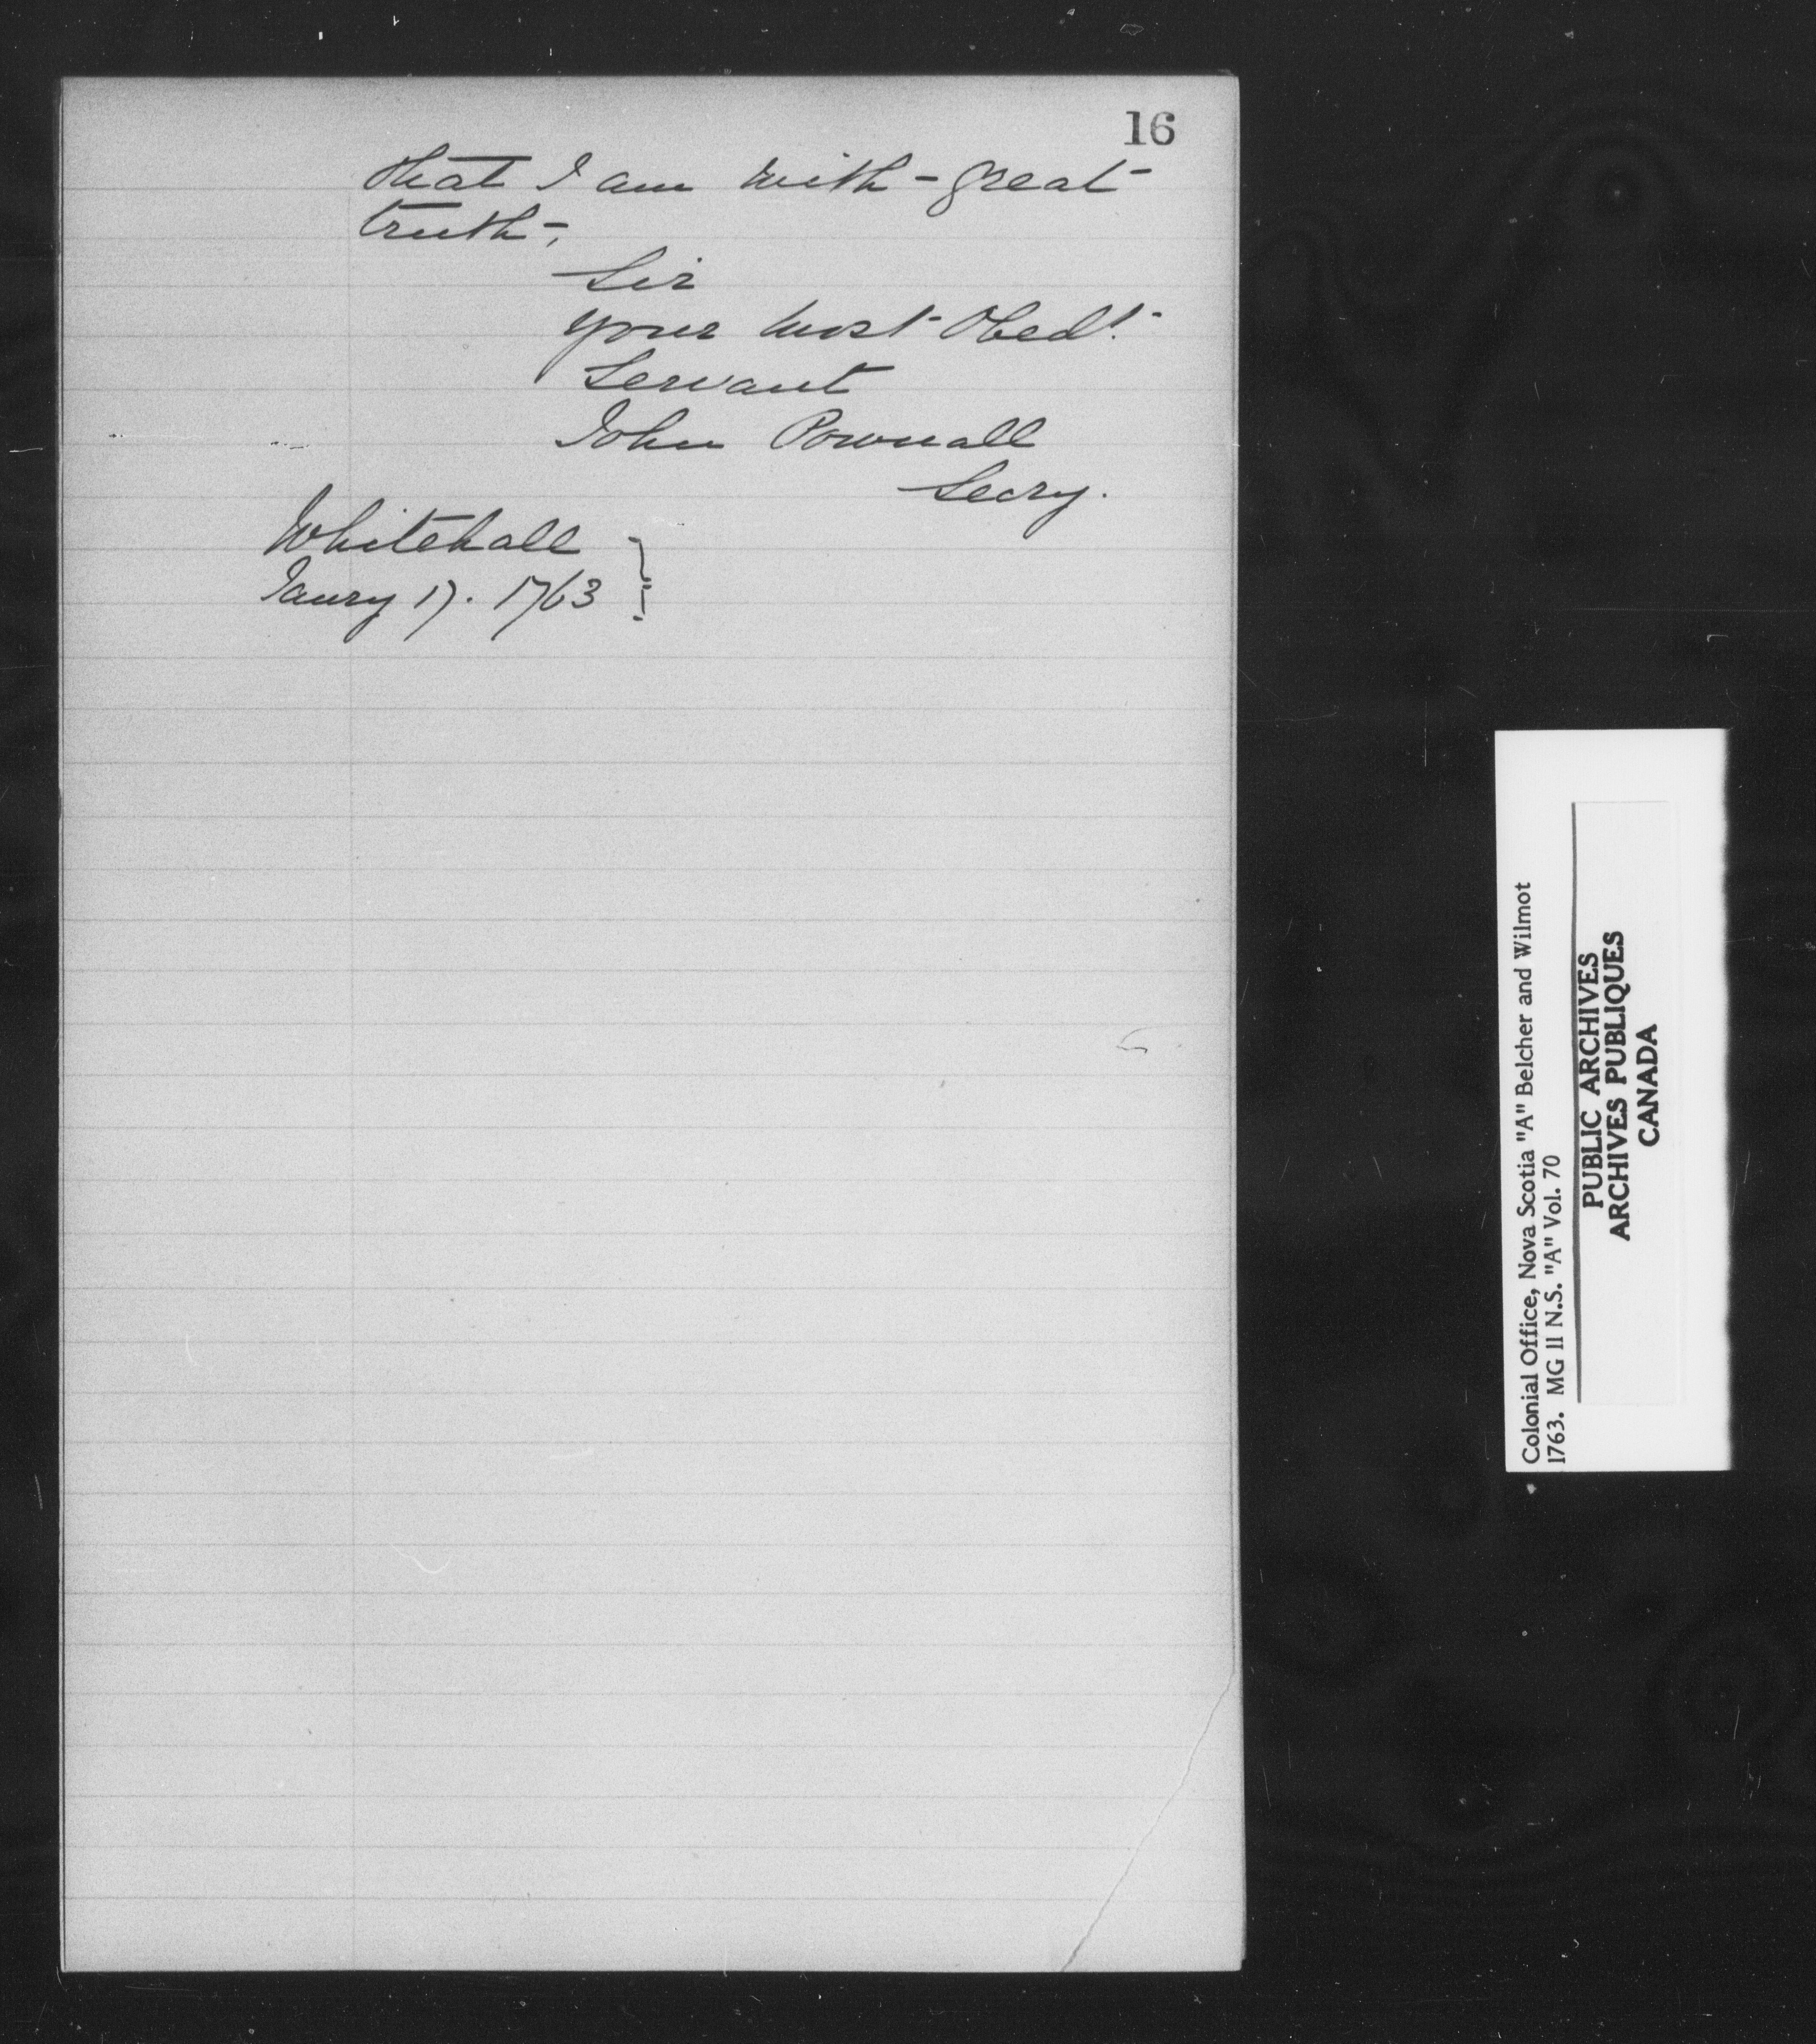 16
that I am with - great
truth -,
Sir
your most Obedt.
Servant
John Pownall
Secry.
Whitehall
Janry 17. 1763
Colonial Office, Nova Scotia "A" Belcher and Wilmot
1763. MG 11 N.S. "A" Vol. 70
PUBLIC ARCHIVES
ARCHIVES PUBLIQUES
CANADA